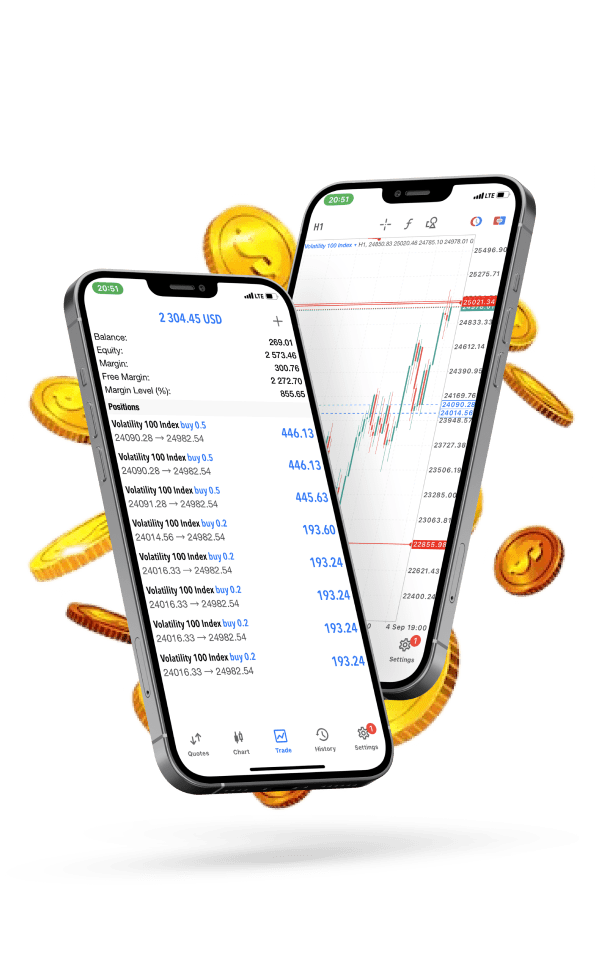 20:51
LTE
2 304.45 USD
+
Balance: 269.01
Equity: 2 573.46
Margin: 300.76
Free Margin: 2 272.70
Margin Level (%): 855.65
Positions
Volatility 100 Index buy 0.5
24090.28 → 24982.54 446.13
Volatility 100 Index buy 0.5
24090.28 → 24982.54 446.13
Volatility 100 Index buy 0.5
24091.28 → 24982.54 445.63
Volatility 100 Index buy 0.2
24014.56 → 24982.54 193.60
Volatility 100 Index buy 0.2
24016.33 → 24982.54 193.24
Volatility 100 Index buy 0.2
24016.33 → 24982.54 193.24
Volatility 100 Index buy 0.2
24016.33 → 24982.54 193.24
Volatility 100 Index buy 0.2
24016.33 → 24982.54 193.24
Quotes
Chart
Trade
History
Settings
1
20:51
LTE
H1
Volatility 100 Index • H1, 24850.83 25020.46 24785.10 24978.01
25496.90
25275.71
25021.34
24833.33
24612.14
24390.95
24169.76
24090.28
24014.56
23948.57
23727.38
23506.19
23285.00
23063.81
22855.98
22621.43
22400.24
4 Sep 19:00
Settings
1